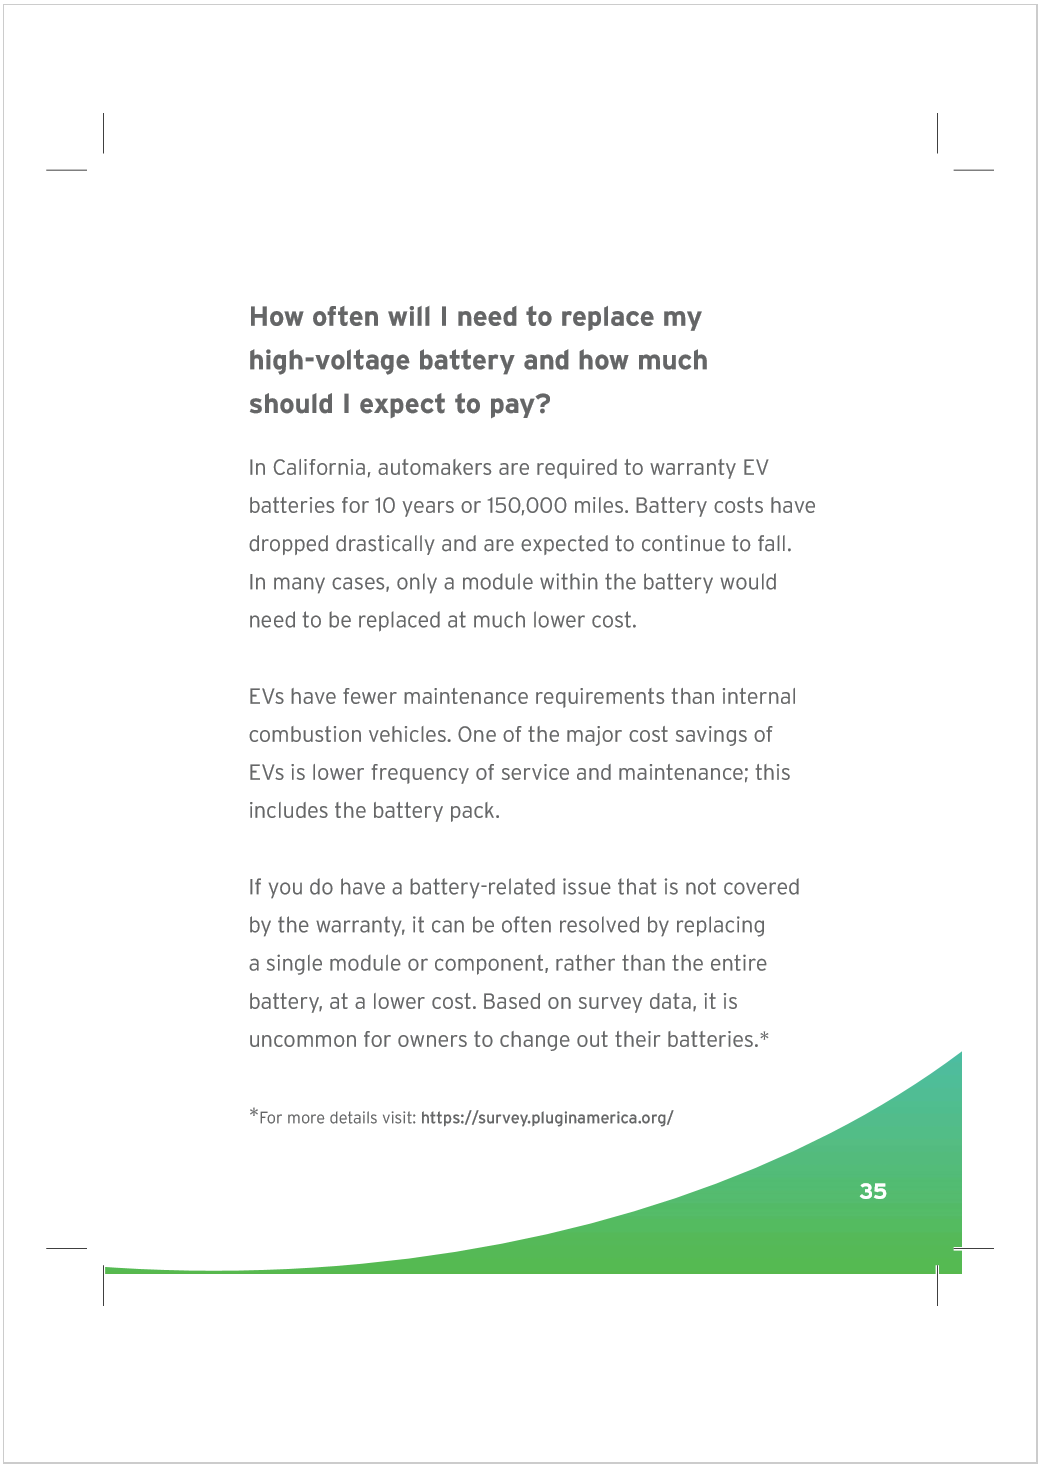 How often will I need to replace my
high-voltage battery and how much
should I expect to pay?
In California, automakers are required to warranty EV
batteries for 10 years or 150,000 miles. Battery costs have
dropped drastically and are expected to continue to fall.
In many cases, only a module within the battery would
need to be replaced at much lower cost.
EVs have fewer maintenance requirements than internal
combustion vehicles. One of the major cost savings of
EVs is lower frequency of service and maintenance; this
includes the battery pack.
If you do have a battery-related issue that is not covered
by the warranty, it can be often resolved by replacing
a single module or component, rather than the entire
battery, at a lower cost. Based on survey data, it is
uncommon for owners to change out their batteries.*
*For more details visit: https://survey.pluginamerica.org/
35